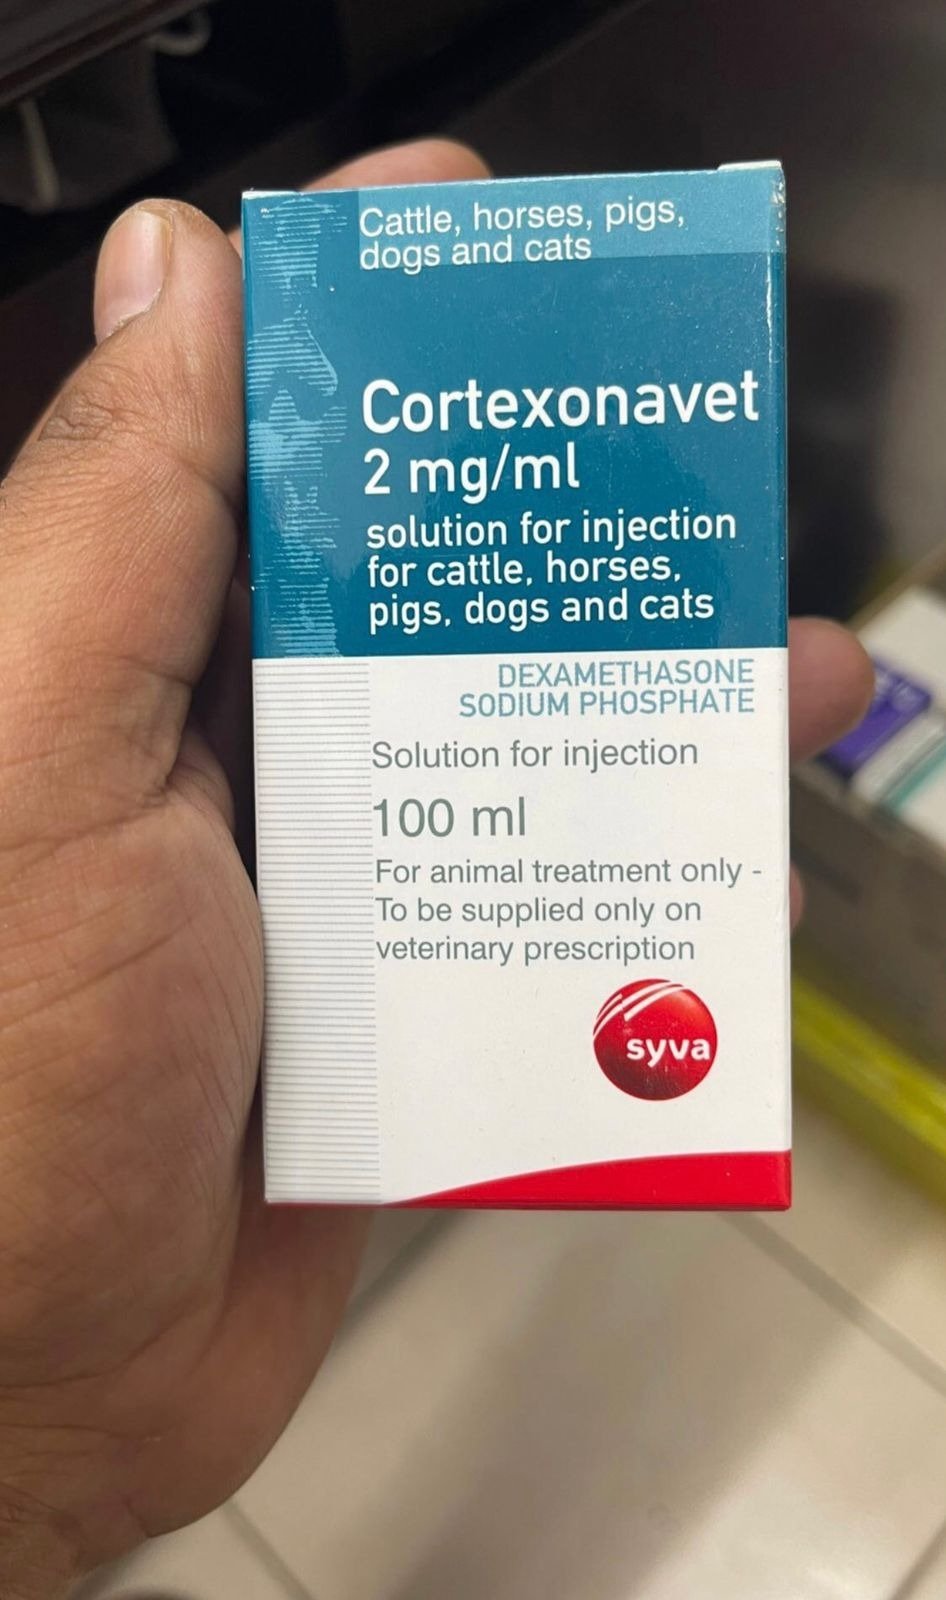 Cattle, horses, pigs,
dogs and cats
Cortexonavet
2 mg/ml
solution for injection
for cattle, horses,
pigs, dogs and cats
DEXAMETHASONE
SODIUM PHOSPHATE
Solution for injection
100 ml
For animal treatment only -
To be supplied only on
veterinary prescription
syva